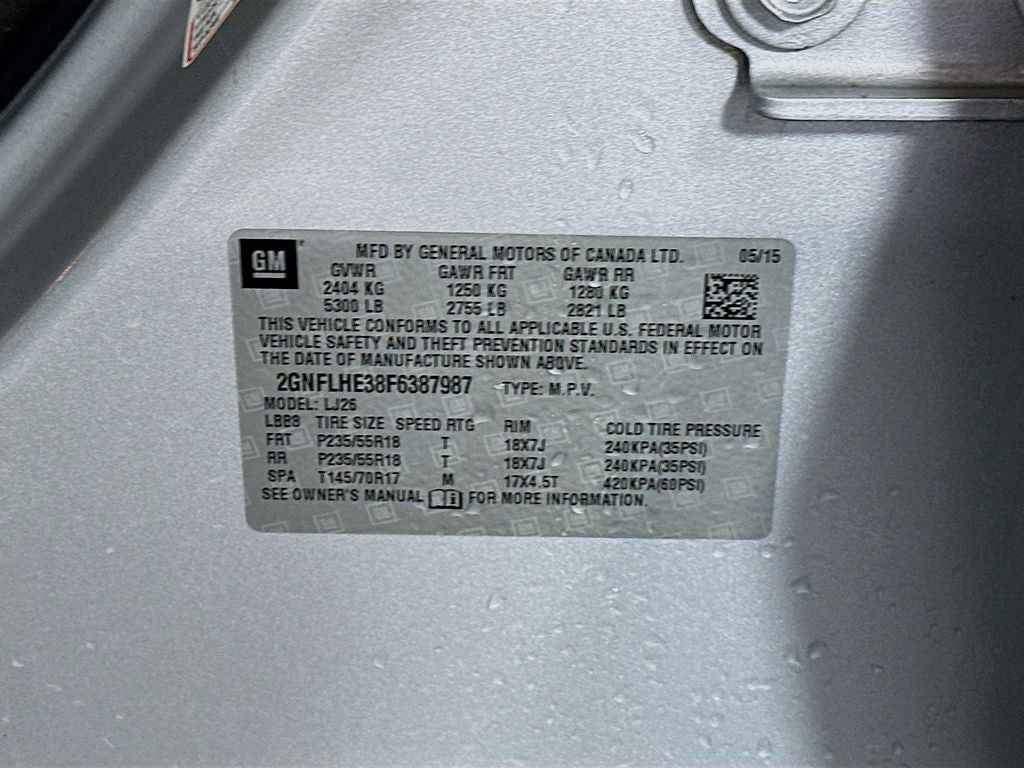 GM MFD BY GENERAL MOTORS OF CANADA LTD. 05/15
GVWR GAWR FRT GAWR RR
2404 KG 1250 KG 1280 KG
5300 LB 2755 LB 2821 LB
THIS VEHICLE CONFORMS TO ALL APPLICABLE U.S. FEDERAL MOTOR
VEHICLE SAFETY AND THEFT PREVENTION STANDARDS IN EFFECT ON
THE DATE OF MANUFACTURE SHOWN ABOVE.
2GNFLHE38F6387987 TYPE: M.P.V.
MODEL: LJ26
LBB3 TIRE SIZE SPEED RTG RIM COLD TIRE PRESSURE
FRT P235/55R18 T 18X7J 240KPA(35PSI)
RR P235/55R18 T 18X7J 240KPA(35PSI)
SPA T145/70R17 M 17X4.5T 420KPA(60PSI)
SEE OWNER'S MANUAL FOR MORE INFORMATION.